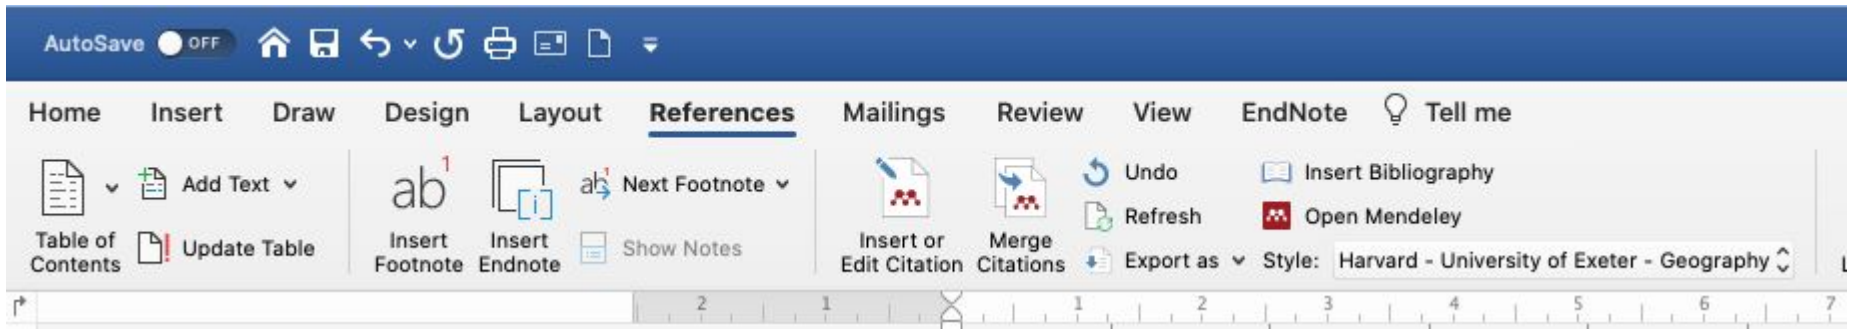 AutoSave OFF
Home Insert Draw Design Layout References Mailings Review View EndNote Tell me
Table of
Contents
Add Text
Update Table
ab1
Insert
Footnote
[i]
Insert
Endnote
ab1
Next Footnote
Show Notes
Insert or
Edit Citation
Merge
Citations
Undo
Refresh
Export as
Insert Bibliography
Open Mendeley
Style: Harvard - University of Exeter - Geography
2 1 1 2 3 4 5 6 7